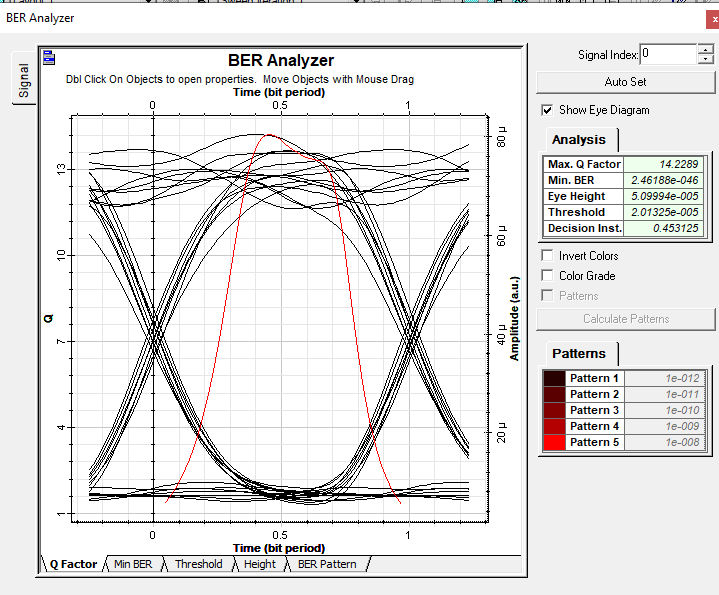 BER Analyzer
x
Signal
BER Analyzer
Dbl Click On Objects to open properties. Move Objects with Mouse Drag
Time (bit period)
0 0.5 1
Q
13
10
7
4
1
80 µ
60 µ
40 µ
20 µ
Amplitude (a.u.)
0 0.5 1
Time (bit period)
Q Factor Min BER Threshold Height BER Pattern
Signal Index: 0
Auto Set
Show Eye Diagram
Analysis
Max. Q Factor 14.2289
Min. BER 2.46188e-046
Eye Height 5.09994e-005
Threshold 2.01325e-005
Decision Inst. 0.453125
Invert Colors
Color Grade
Patterns
Calculate Patterns
Patterns
Pattern 1 1e-012
Pattern 2 1e-011
Pattern 3 1e-010
Pattern 4 1e-009
Pattern 5 1e-008